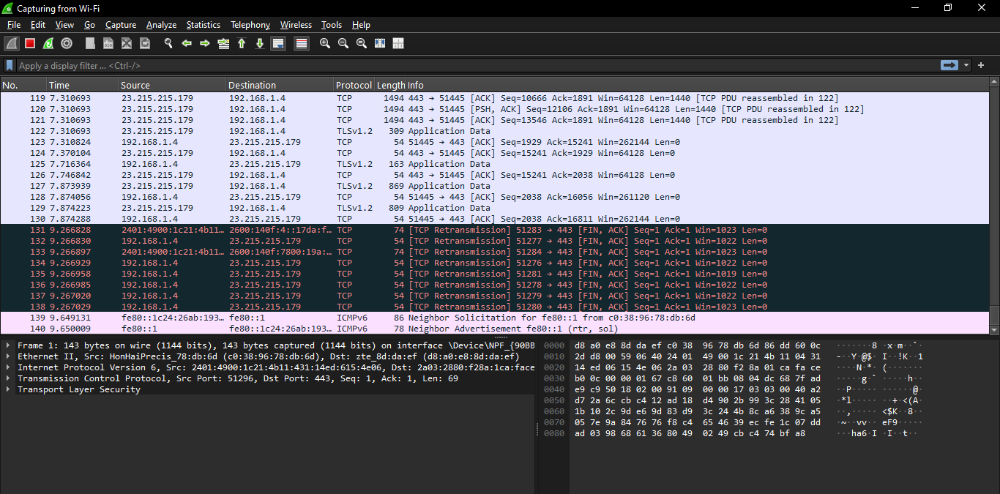 Capturing from Wi-Fi
File Edit View Go Capture Analyze Statistics Telephony Wireless Tools Help
Apply a display filter ... <Ctrl-/>
No. Time Source Destination Protocol Length Info
119 7.310693 23.215.215.179 192.168.1.4 TCP 1494 443 → 51445 [ACK] Seq=10666 Ack=1891 Win=64128 Len=1440 [TCP PDU reassembled in 122]
120 7.310693 23.215.215.179 192.168.1.4 TCP 1494 443 → 51445 [PSH, ACK] Seq=12106 Ack=1891 Win=64128 Len=1440 [TCP PDU reassembled in 122]
121 7.310693 23.215.215.179 192.168.1.4 TCP 1494 443 → 51445 [ACK] Seq=13546 Ack=1891 Win=64128 Len=1440 [TCP PDU reassembled in 122]
122 7.310693 23.215.215.179 192.168.1.4 TLSv1.2 309 Application Data
123 7.310824 192.168.1.4 23.215.215.179 TCP 54 51445 → 443 [ACK] Seq=1929 Ack=15241 Win=262144 Len=0
124 7.370104 23.215.215.179 192.168.1.4 TCP 54 443 → 51445 [ACK] Seq=15241 Ack=1929 Win=64128 Len=0
125 7.716364 192.168.1.4 23.215.215.179 TLSv1.2 163 Application Data
126 7.746842 23.215.215.179 192.168.1.4 TCP 54 443 → 51445 [ACK] Seq=15241 Ack=2038 Win=64128 Len=0
127 7.873939 23.215.215.179 192.168.1.4 TLSv1.2 869 Application Data
128 7.874056 192.168.1.4 23.215.215.179 TCP 54 51445 → 443 [ACK] Seq=2038 Ack=16056 Win=261120 Len=0
129 7.874223 23.215.215.179 192.168.1.4 TLSv1.2 809 Application Data
130 7.874288 192.168.1.4 23.215.215.179 TCP 54 51445 → 443 [ACK] Seq=2038 Ack=16811 Win=262144 Len=0
131 9.266828 2401:4900:1c21:4b11… 2600:140f:4::17da:f… TCP 74 [TCP Retransmission] 51283 → 443 [FIN, ACK] Seq=1 Ack=1 Win=1023 Len=0
132 9.266830 192.168.1.4 23.215.215.179 TCP 54 [TCP Retransmission] 51277 → 443 [FIN, ACK] Seq=1 Ack=1 Win=1022 Len=0
133 9.266897 2401:4900:1c21:4b11… 2600:140f:7800:19a:… TCP 74 [TCP Retransmission] 51284 → 443 [FIN, ACK] Seq=1 Ack=1 Win=1023 Len=0
134 9.266929 192.168.1.4 23.215.215.179 TCP 54 [TCP Retransmission] 51276 → 443 [FIN, ACK] Seq=1 Ack=1 Win=1022 Len=0
135 9.266958 192.168.1.4 23.215.215.179 TCP 54 [TCP Retransmission] 51281 → 443 [FIN, ACK] Seq=1 Ack=1 Win=1019 Len=0
136 9.266985 192.168.1.4 23.215.215.179 TCP 54 [TCP Retransmission] 51278 → 443 [FIN, ACK] Seq=1 Ack=1 Win=1022 Len=0
137 9.267020 192.168.1.4 23.215.215.179 TCP 54 [TCP Retransmission] 51279 → 443 [FIN, ACK] Seq=1 Ack=1 Win=1022 Len=0
138 9.267029 192.168.1.4 23.215.215.179 TCP 54 [TCP Retransmission] 51280 → 443 [FIN, ACK] Seq=1 Ack=1 Win=1022 Len=0
139 9.649131 fe80::1c24:26ab:193… fe80::1 ICMPv6 86 Neighbor Solicitation for fe80::1 from c0:38:96:78:db:6d
140 9.650009 fe80::1 fe80::1c24:26ab:193… ICMPv6 78 Neighbor Advertisement fe80::1 (rtr, sol)
Frame 1: 143 bytes on wire (1144 bits), 143 bytes captured (1144 bits) on interface \Device\NPF_{90BB
Ethernet II, Src: HonHaiPrecis_78:db:6d (c0:38:96:78:db:6d), Dst: zte_8d:da:ef (d8:a0:e8:8d:da:ef)
Internet Protocol Version 6, Src: 2401:4900:1c21:4b11:431:14ed:615:4e06, Dst: 2a03:2880:f28a:1ca:face
Transmission Control Protocol, Src Port: 51296, Dst Port: 443, Seq: 1, Ack: 1, Len: 69
Transport Layer Security
0000 d8 a0 e8 8d da ef c0 38 96 78 db 6d 86 dd 60 0c ·······8 ·x·m··`·
0010 2d d8 00 59 06 40 24 01 49 00 1c 21 4b 11 04 31 -··Y·@$· I··!K··1
0020 14 ed 06 15 4e 06 2a 03 28 80 f2 8a 01 ca fa ce ····N·*· (·······
0030 b0 0c 00 00 01 67 c8 60 01 bb 08 04 dc 68 7f ad ·····g·` ·····h··
0040 e9 c9 50 18 02 00 91 09 00 00 17 03 03 00 40 a2 ··P····· ······@·
0050 d7 2a 6c cb c4 12 ad 18 d4 90 2b 99 3c 28 41 05 ·*l····· ··+·<(A·
0060 1b 10 2c 9d e6 9d 83 d9 3c 24 4b 8c a6 38 9c a5 ··,····· <$K··8··
0070 05 7e 9a 84 76 76 f8 c4 65 46 39 ec fe 1c 07 dd ·~··vv·· eF9·····
0080 ad 03 98 68 61 36 80 49 02 49 cb c4 74 bf a8 ···ha6·I ·I··t··